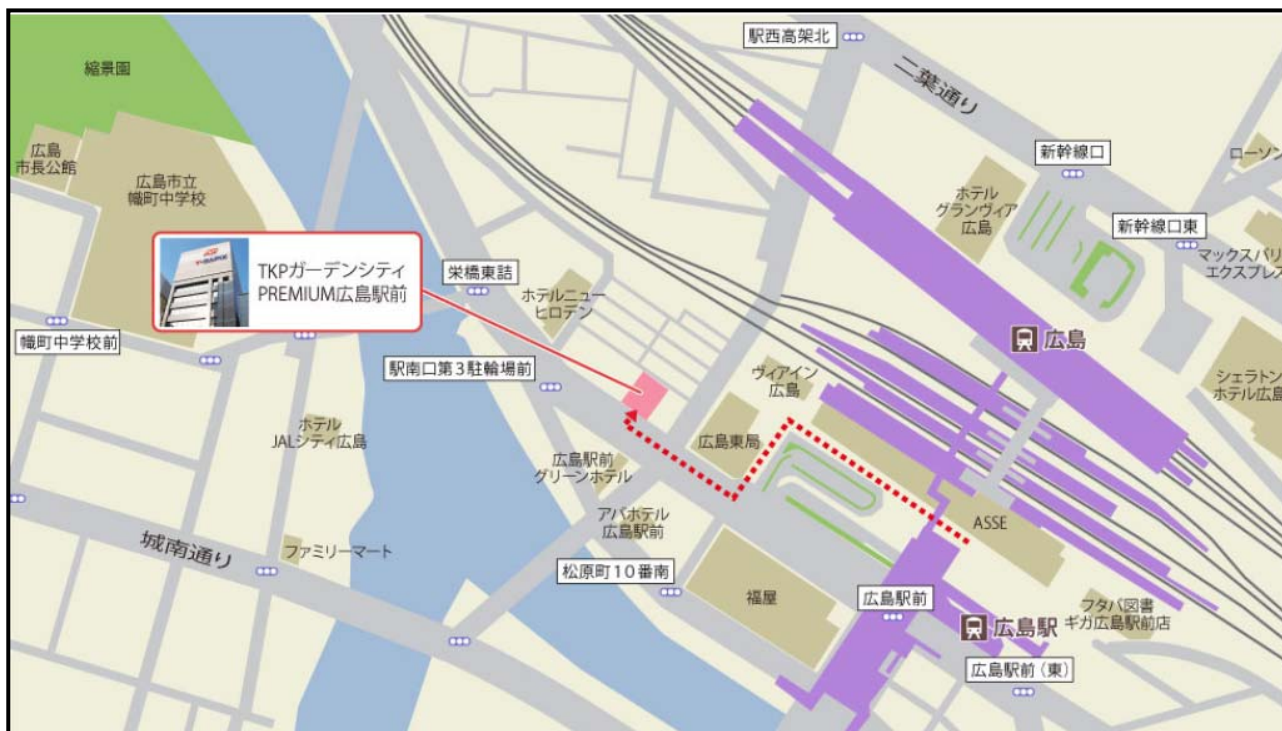 駅西高架北
縮景園
二葉通り
広島
市長公館
広島市立
幟町中学校
新幹線口
ローソン
ホテル
グランヴィア
広島
新幹線口東
マックスバリ
エクスプレス
TKPガーデンシティ
PREMIUM広島駅前
栄橋東詰
ホテルニュー
ヒロデン
幟町中学校前
駅南口第3駐輪場前
広島
ヴィアイン
広島
シェラトン
ホテル広島
ホテル
JALシティ広島
広島東局
広島駅前
グリーンホテル
アパホテル
広島駅前
ASSE
城南通り
ファミリーマート
松原町10番南
福屋
広島駅前
フタバ図書
ギガ広島駅前店
広島駅
広島駅前(東)